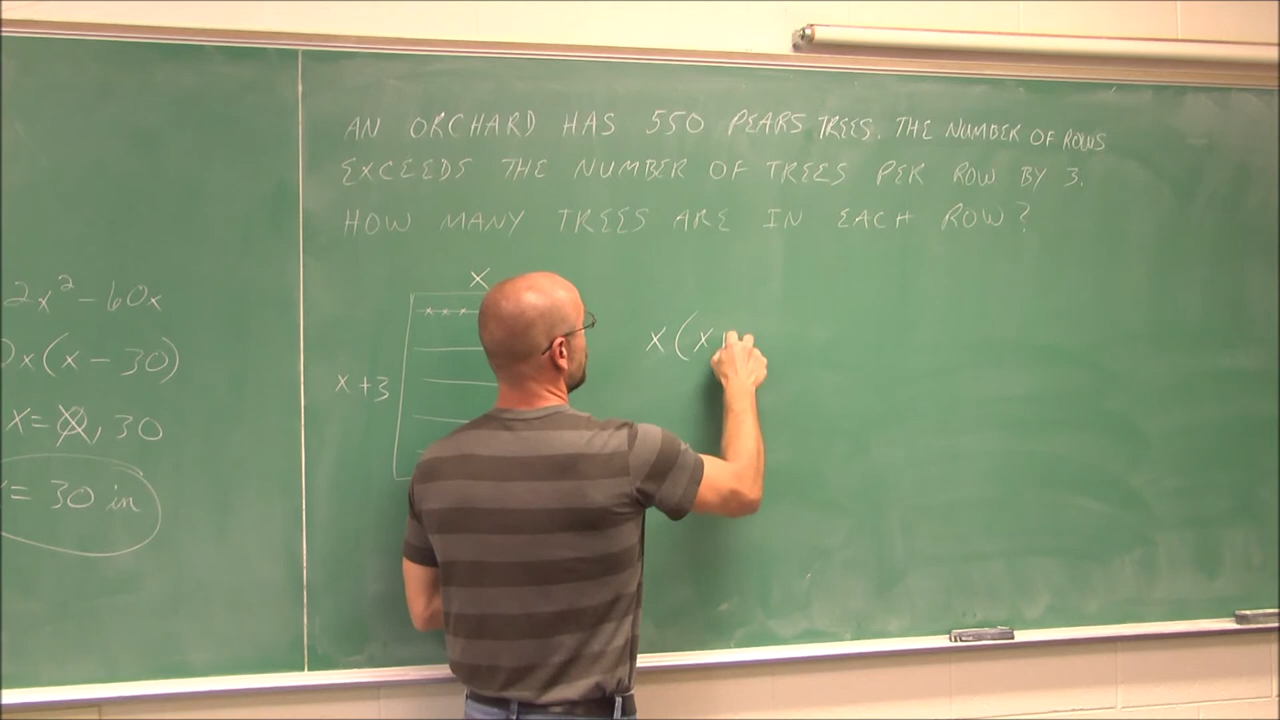 2x² - 60x
x(x - 30)
x = 0, 30
= 30 in
AN ORCHARD HAS 550 PEARS TREES. THE NUMBER OF ROWS
EXCEEDS THE NUMBER OF TREES PER ROW BY 3.
HOW MANY TREES ARE IN EACH ROW?
x
x x x
x + 3
x(x